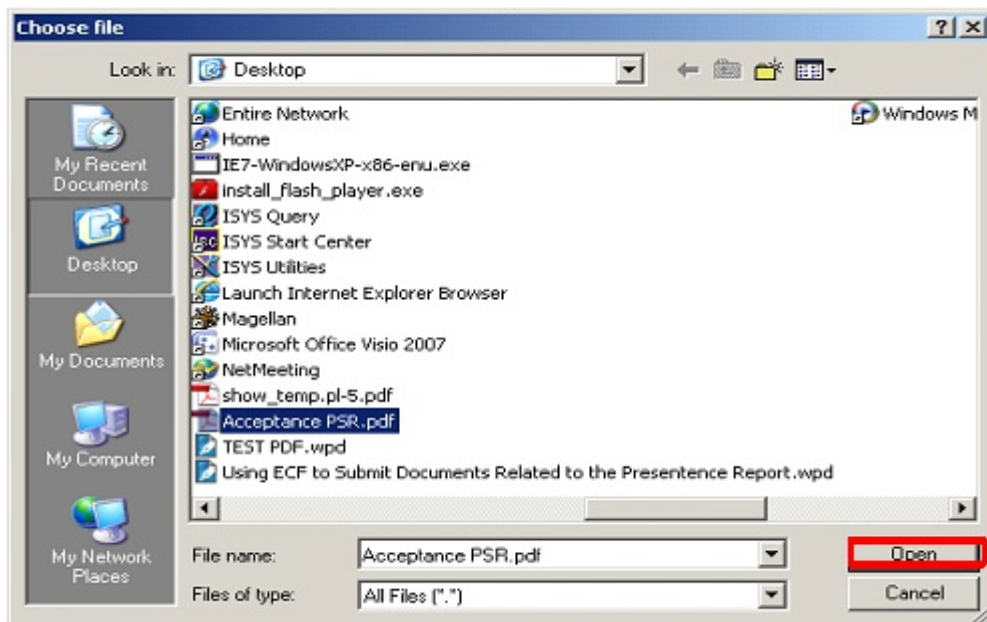 Choose file
Look in:
Desktop
My Recent
Documents
Desktop
My Documents
My Computer
My Network
Places
Entire Network
Home
IE7-WindowsXP-x86-enu.exe
install_flash_player.exe
ISYS Query
ISYS Start Center
ISYS Utilities
Launch Internet Explorer Browser
Magellan
Microsoft Office Visio 2007
NetMeeting
show_temp.pl-5.pdf
Acceptance PSR.pdf
TEST PDF.wpd
Using ECF to Submit Documents Related to the Presentence Report.wpd
Windows M
File name:
Acceptance PSR.pdf
Open
Files of type:
All Files (".")
Cancel